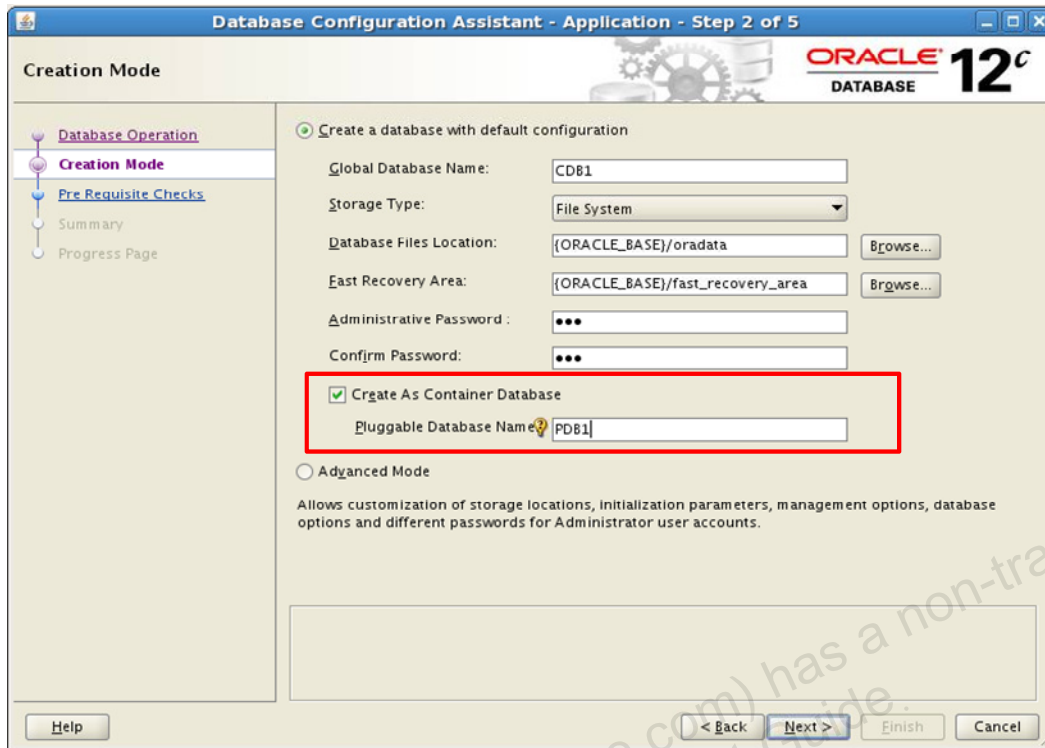 Database Configuration Assistant - Application - Step 2 of 5
Creation Mode
ORACLE
DATABASE
12c
Database Operation
Creation Mode
Pre Requisite Checks
Summary
Progress Page
Create a database with default configuration
Global Database Name: CDB1
Storage Type: File System
Database Files Location: {ORACLE_BASE}/oradata Browse...
Fast Recovery Area: {ORACLE_BASE}/fast_recovery_area Browse...
Administrative Password : •••
Confirm Password: •••
Create As Container Database
Pluggable Database Name PDB1
Advanced Mode
Allows customization of storage locations, initialization parameters, management options, database
options and different passwords for Administrator user accounts.
com) has a non-tra
Guide.
Help < Back Next > Finish Cancel